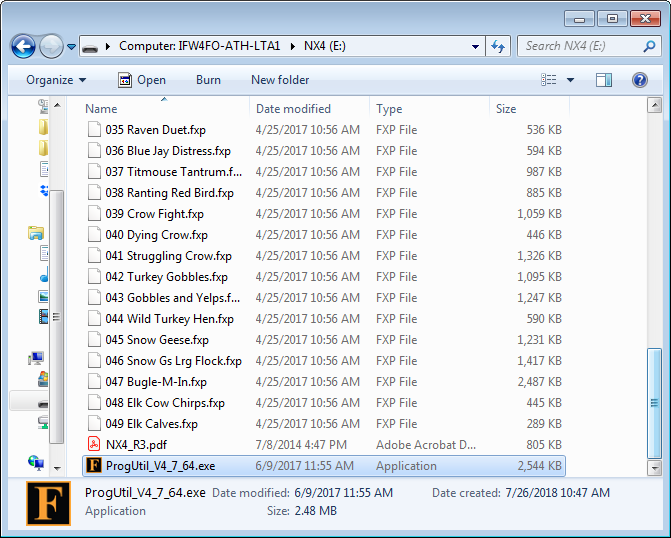 Computer: IFW4FO-ATH-LTA1 NX4 (E:) Search NX4 (E:)
Organize Open Burn New folder
Name Date modified Type Size
035 Raven Duet.fxp 4/25/2017 10:56 AM FXP File 536 KB
036 Blue Jay Distress.fxp 4/25/2017 10:56 AM FXP File 594 KB
037 Titmouse Tantrum.f... 4/25/2017 10:56 AM FXP File 987 KB
038 Ranting Red Bird.fxp 4/25/2017 10:56 AM FXP File 885 KB
039 Crow Fight.fxp 4/25/2017 10:56 AM FXP File 1,059 KB
040 Dying Crow.fxp 4/25/2017 10:56 AM FXP File 446 KB
041 Struggling Crow.fxp 4/25/2017 10:56 AM FXP File 1,326 KB
042 Turkey Gobbles.fxp 4/25/2017 10:56 AM FXP File 1,095 KB
043 Gobbles and Yelps.f... 4/25/2017 10:56 AM FXP File 1,247 KB
044 Wild Turkey Hen.fxp 4/25/2017 10:56 AM FXP File 590 KB
045 Snow Geese.fxp 4/25/2017 10:56 AM FXP File 1,231 KB
046 Snow Gs Lrg Flock.fxp 4/25/2017 10:56 AM FXP File 1,417 KB
047 Bugle-M-In.fxp 4/25/2017 10:56 AM FXP File 2,487 KB
048 Elk Cow Chirps.fxp 4/25/2017 10:56 AM FXP File 445 KB
049 Elk Calves.fxp 4/25/2017 10:56 AM FXP File 289 KB
NX4_R3.pdf 7/8/2014 4:47 PM Adobe Acrobat D... 805 KB
F ProgUtil_V4_7_64.exe 6/9/2017 11:55 AM Application 2,544 KB
F ProgUtil_V4_7_64.exe Date modified: 6/9/2017 11:55 AM Date created: 7/26/2018 10:47 AM
Application Size: 2.48 MB